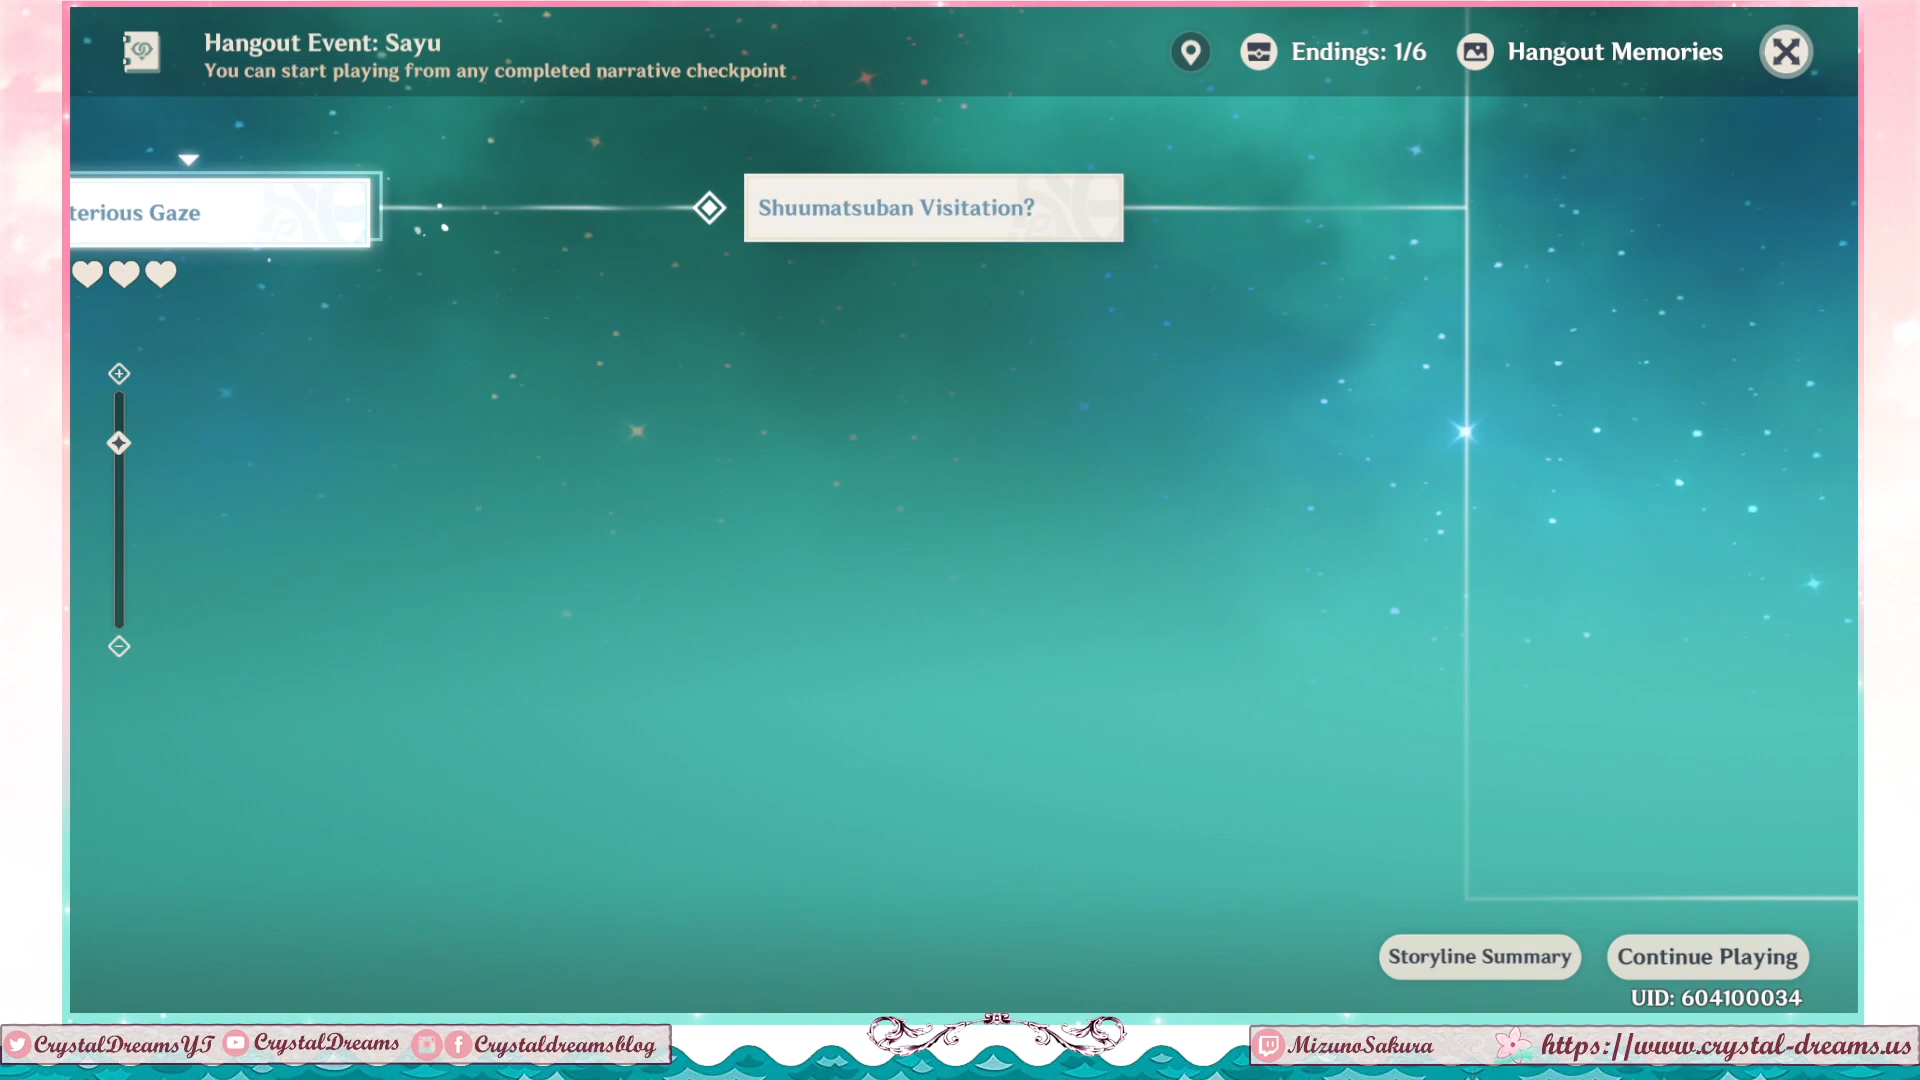 Hangout Event: Sayu
You can start playing from any completed narrative checkpoint
Endings: 1/6
Hangout Memories
terious Gaze
Shuumatsuban Visitation?
Storyline Summary
Continue Playing
UID: 604100034
CrystalDreamsYT
CrystalDreams
Crystaldreamsblog
MizunoSakura
https://www.crystal-dreams.us